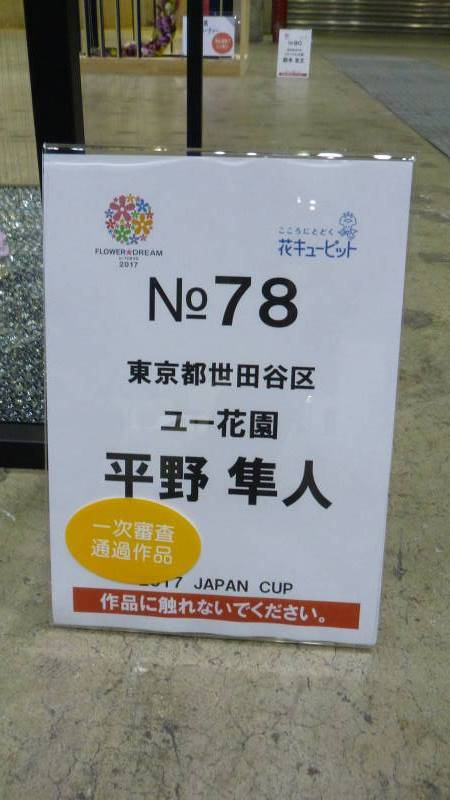 №90
FLOWER★DREAM
2017
こころにとどく
花キューピット
№78
東京都世田谷区
ユー花園
平野 隼人
一次審査
通過作品
2017 JAPAN CUP
作品に触れないでください。